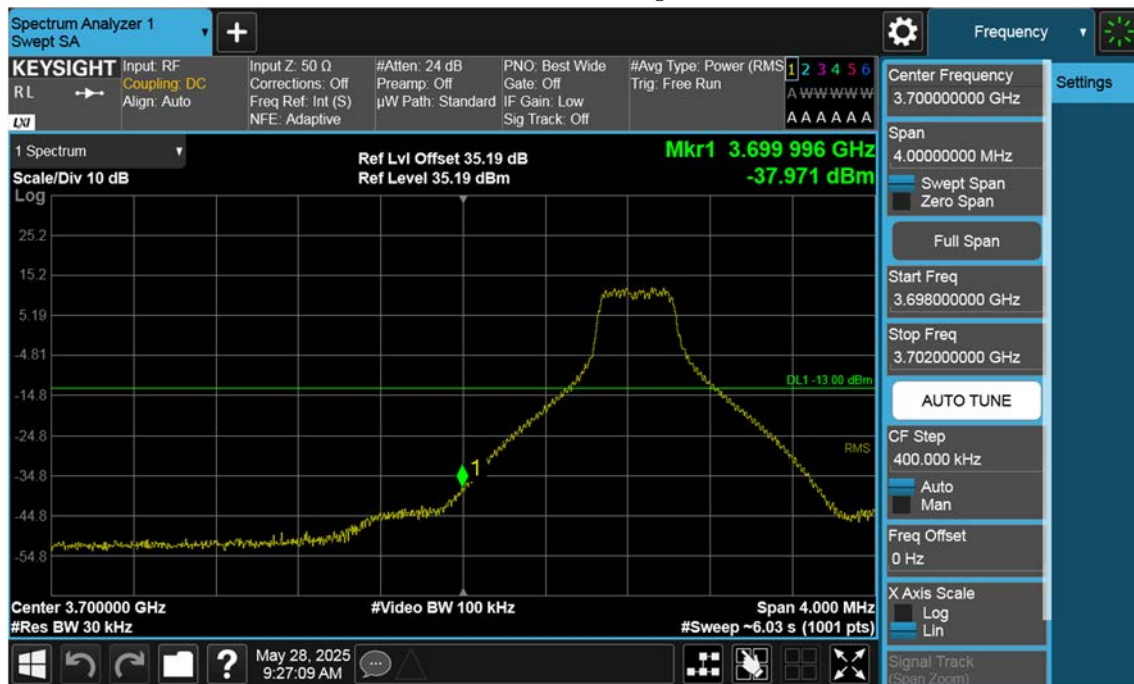 Spectrum Analyzer 1
Swept SA
+
Frequency
KEYSIGHT
RL
LXI
Input: RF
Coupling: DC
Align: Auto
Input Z: 50 Ω
Corrections: Off
Freq Ref: Int (S)
NFE: Adaptive
#Atten: 24 dB
Preamp: Off
µW Path: Standard
PNO: Best Wide
Gate: Off
IF Gain: Low
Sig Track: Off
#Avg Type: Power (RMS
Trig: Free Run
1 2 3 4 5 6
A W W W W W
A A A A A A
Center Frequency
3.700000000 GHz
Settings
Span
4.00000000 MHz
Swept Span
Zero Span
Full Span
Start Freq
3.698000000 GHz
Stop Freq
3.702000000 GHz
AUTO TUNE
CF Step
400.000 kHz
Auto
Man
Freq Offset
0 Hz
X Axis Scale
Log
Lin
Signal Track
(Span Zoom)
1 Spectrum
Scale/Div 10 dB
Ref Lvl Offset 35.19 dB
Ref Level 35.19 dBm
Mkr1 3.699 996 GHz
-37.971 dBm
Log
25.2
15.2
5.19
-4.81
DL1 -13.00 dBm
-14.8
-24.8
RMS
1
-34.8
-44.8
-54.8
Center 3.700000 GHz
#Video BW 100 kHz
Span 4.000 MHz
#Res BW 30 kHz
#Sweep ~6.03 s (1001 pts)
?
May 28, 2025
9:27:09 AM